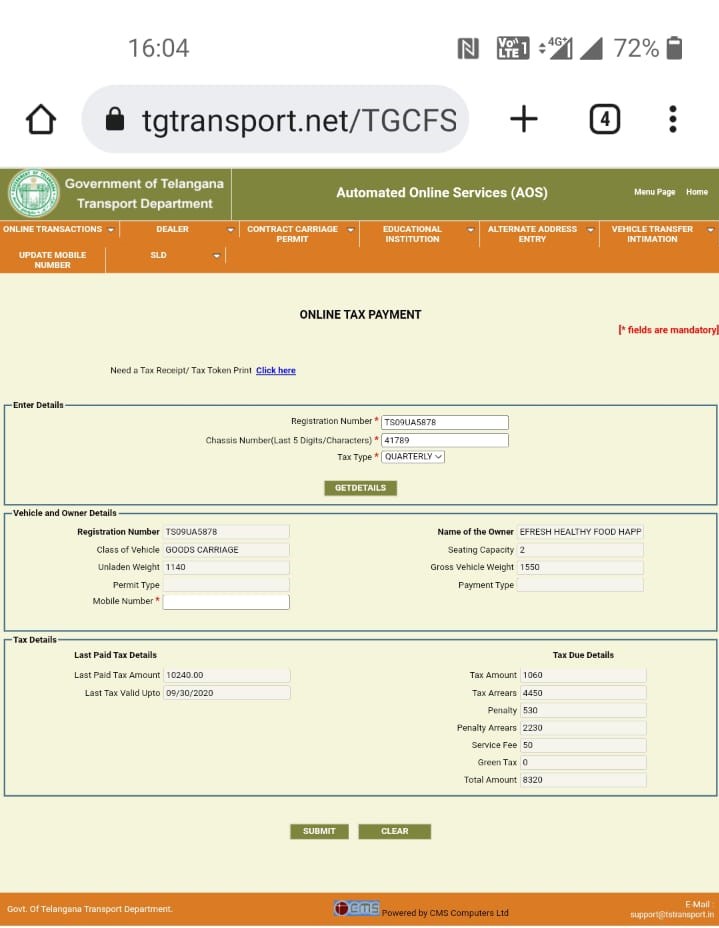 16:04
Vo)) LTE 1 4G+ 72%
tgtransport.net/TGCFS
4
Government of Telangana
Transport Department
Automated Online Services (AOS)
Menu Page Home
ONLINE TRANSACTIONS DEALER CONTRACT CARRIAGE PERMIT EDUCATIONAL INSTITUTION ALTERNATE ADDRESS ENTRY VEHICLE TRANSFER INTIMATION
UPDATE MOBILE NUMBER SLD
ONLINE TAX PAYMENT
[* fields are mandatory]
Need a Tax Receipt/ Tax Token Print Click here
Enter Details
Registration Number * TS09UA5878
Chassis Number(Last 5 Digits/Characters) * 41789
Tax Type * QUARTERLY
GETDETAILS
Vehicle and Owner Details
Registration Number TS09UA5878 Name of the Owner EFRESH HEALTHY FOOD HAPP
Class of Vehicle GOODS CARRIAGE Seating Capacity 2
Unladen Weight 1140 Gross Vehicle Weight 1550
Permit Type Payment Type
Mobile Number *
Tax Details
Last Paid Tax Details Tax Due Details
Last Paid Tax Amount 10240.00 Tax Amount 1060
Last Tax Valid Upto 09/30/2020 Tax Arrears 4450
Penalty 530
Penalty Arrears 2230
Service Fee 50
Green Tax 0
Total Amount 8320
SUBMIT CLEAR
Govt. Of Telangana Transport Department.
CMS Powered by CMS Computers Ltd
E-Mail :
support@tstransport.in